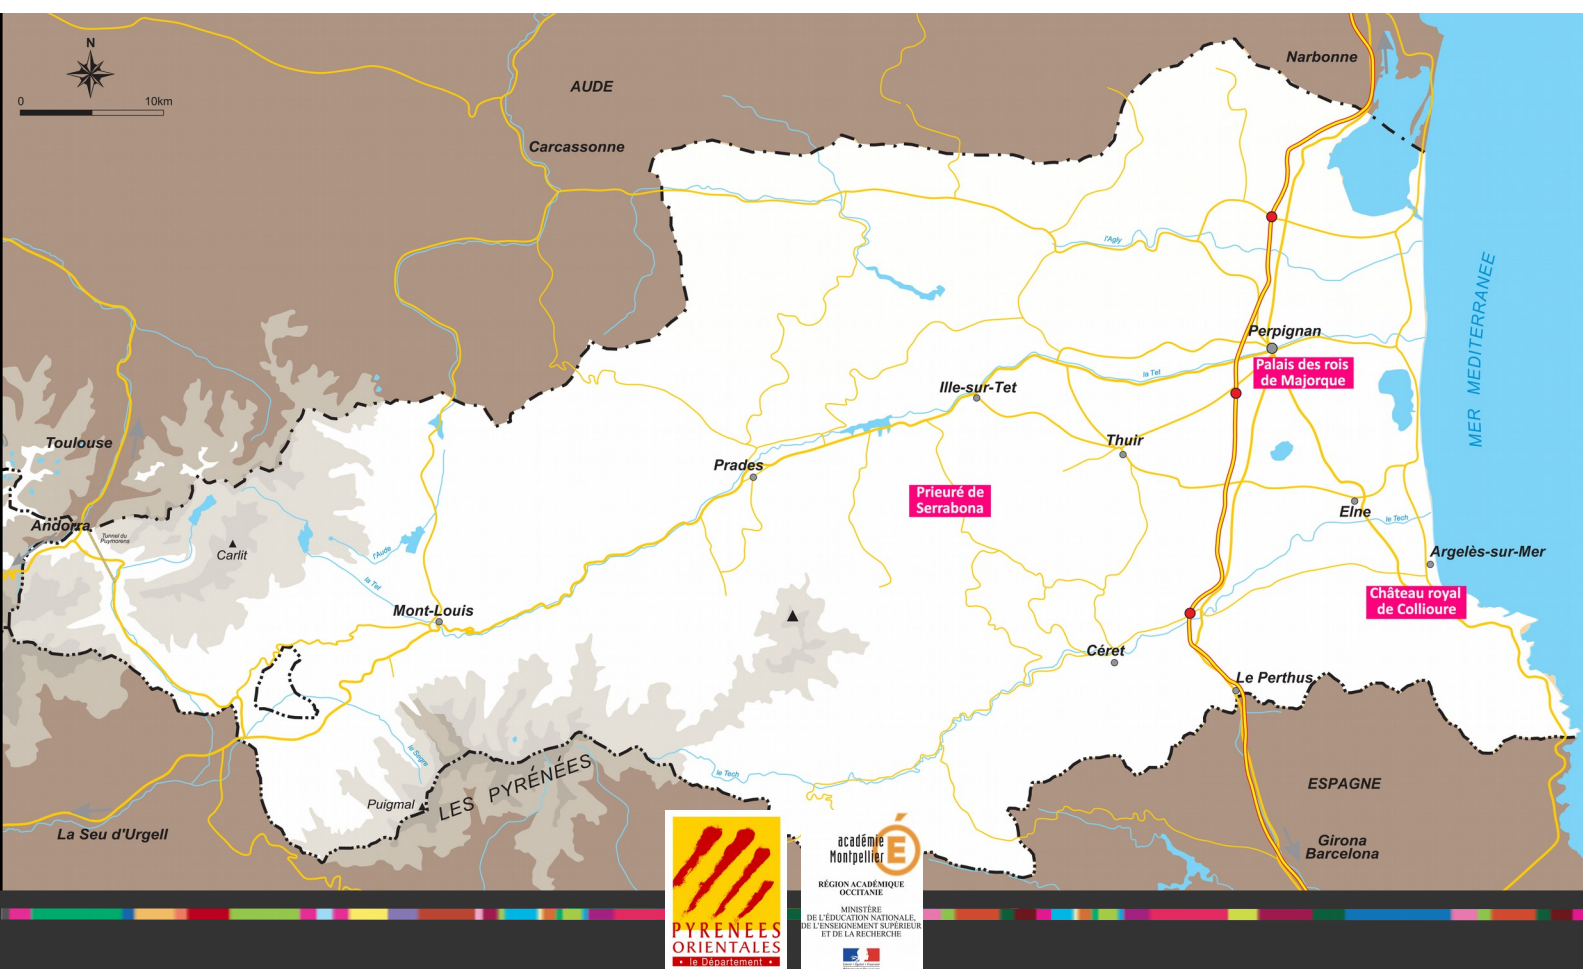 N
0 10km
AUDE
Narbonne
Carcassonne
l'Agly
MER MEDITERRANEE
Perpignan
Palais des rois
de Majorque
la Tet
Ille-sur-Tet
Toulouse
Thuir
Prades
Prieuré de
Serrabona
Elne
le Tech
Andorra
Tunnel du
Puymorens
Carlit
l'Aude
la Tet
Argelès-sur-Mer
Château royal
de Collioure
Mont-Louis
Céret
Le Perthus
le Segre
LES PYRÉNÉES
le Tech
Puigmal
ESPAGNE
La Seu d'Urgell
Girona
Barcelona
PYRENEES
ORIENTALES
• le Département •
académie
Montpellier
É
RÉGION ACADÉMIQUE
OCCITANIE
MINISTÈRE
DE L'ÉDUCATION NATIONALE,
DE L'ENSEIGNEMENT SUPÉRIEUR
ET DE LA RECHERCHE